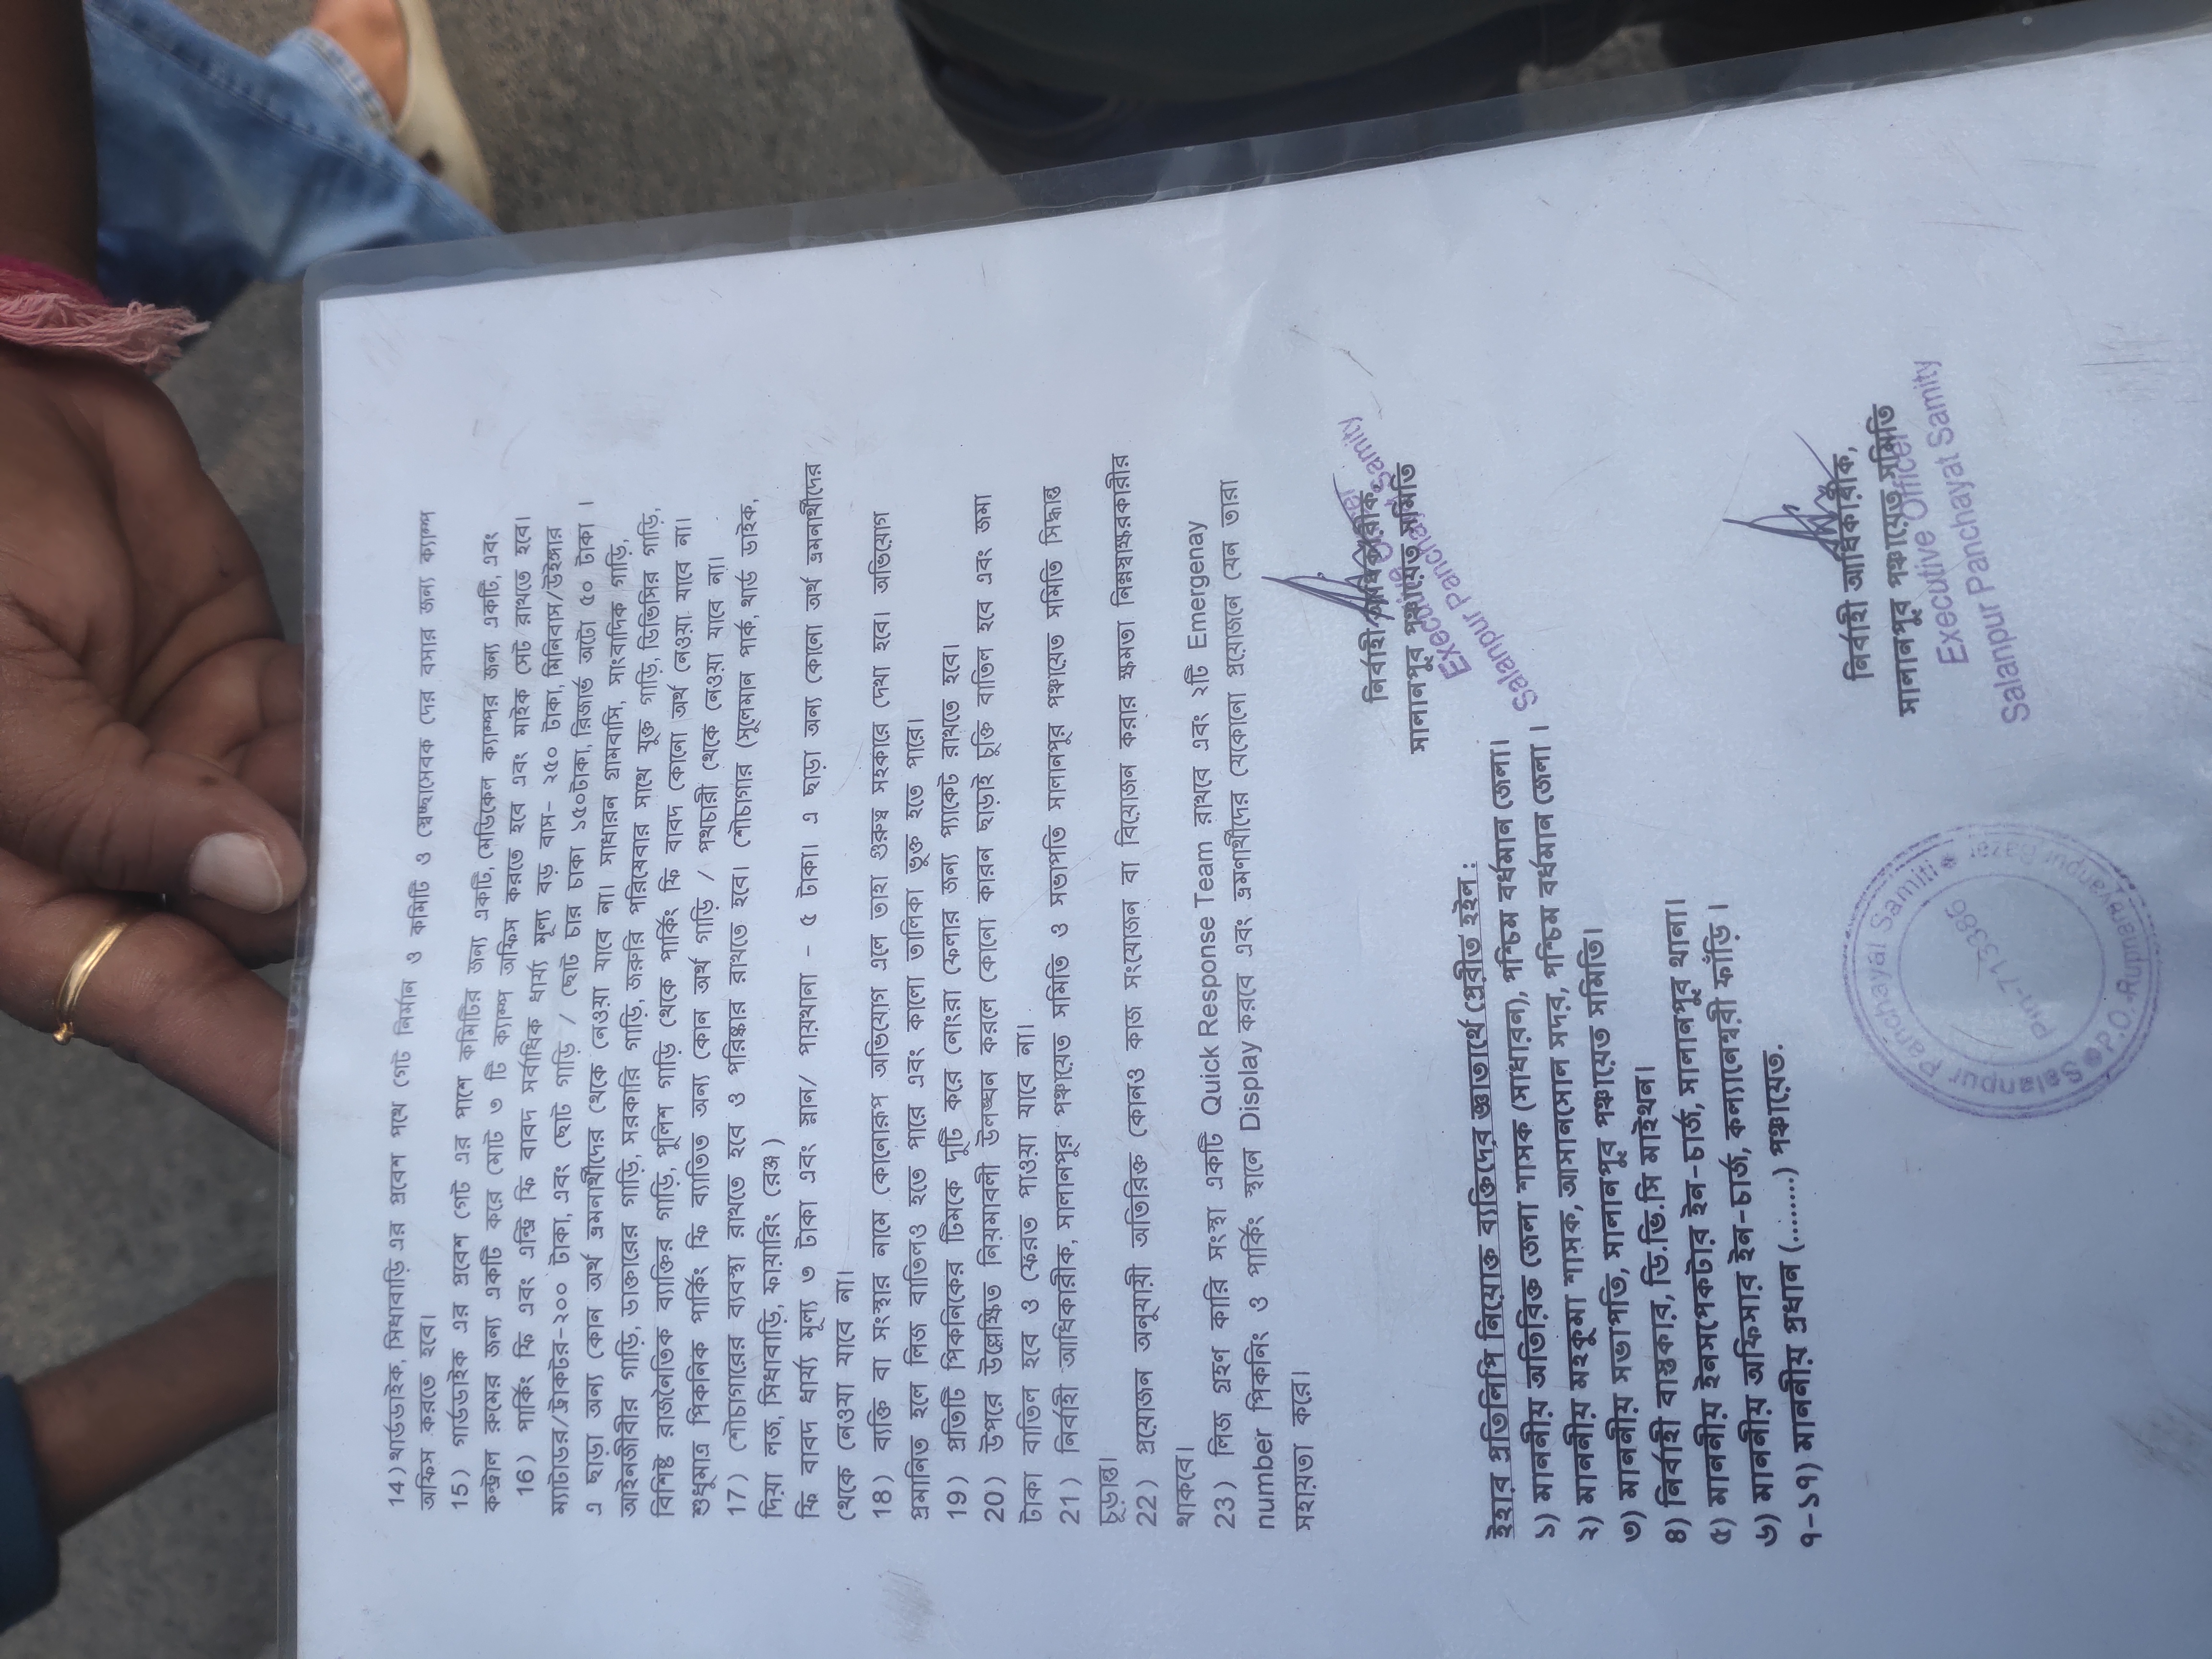 14)থার্ডডাইক, সিধাবাড়ি এর প্রবেশ পথে গেট নির্মান ও কমিটি ও স্বেচ্ছাসেবক দের বসার জন্য ক্যাম্প
অফিস করতে হবে।
15) গার্ডডাইক এর প্রবেশ গেট এর পাশে কমিটির জন্য একটি, মেডিকেল ক্যাম্পর জন্য একটি, এবং
কন্ট্রাল রুমের জন্য একটি করে মোট ৩ টি ক্যাম্প অফিস করতে হবে এবং মাইক সেট রাখতে হবে।
16) পার্কিং ফি এবং এন্ট্রি ফি বাবদ সর্বাধিক ধার্য্য মূল্য বড় বাস- ২৫০ টাকা, মিনিবাস/উইঙ্গার
ম্যাটাডর/ট্রাকটর-২০০ টাকা, এবং ছোট গাড়ি / ছোট চার চাকা ১৫০টাকা, রিজার্ভ অটো ৫০ টাকা ।
এ ছাড়া অন্য কোন অর্থ ভ্রমনার্থীদের থেকে নেওয়া যাবে না। সাধারন গ্রামবাসি, সাংবাদিক গাড়ি,
আইনজীবীর গাড়ি, ডাক্তারের গাড়ি, সরকারি গাড়ি, জরুরি পরিষেবার সাথে যুক্ত গাড়ি, ডিভিসির গাড়ি,
বিশিষ্ট রাজনৈতিক ব্যাক্তির গাড়ি, পুলিশ গাড়ি থেকে পার্কিং ফি বাবদ কোনো অর্থ নেওয়া যাবে না।
শুধুমাত্র পিকনিক পার্কিং ফি ব্যাতিত অন্য কোন অর্থ গাড়ি / পথচারী থেকে নেওয়া যাবে না।
17) শৌচাগারের ব্যবস্থা রাখতে হবে ও পরিষ্কার রাখতে হবে। শৌচাগার (সুলেমান পার্ক, থার্ড ডাইক,
দিয়া লজ, সিধাবাড়ি, ফায়ারিং রেঞ্জ )
ফি বাবদ ধার্য্য মূল্য ৩ টাকা এবং স্নান/ পায়খানা - ৫ টাকা। এ ছাড়া অন্য কোনো অর্থ ভ্রমনার্থীদের
থেকে নেওযা যাবে না।
18) ব্যক্তি বা সংস্থার নামে কোনোরূপ অভিযোগ এলে তাহা গুরুত্ব সহকারে দেখা হবে। অভিয়োগ
প্রমানিত হলে লিজ বাতিলও হতে পারে এবং কালো তালিকা ভুক্ত হতে পারে।
19) প্রতিটি পিকনিকের টিমকে দুটি করে নোংরা ফেলার জন্য প্যাকেট রাখতে হবে।
20) উপরে উল্লেক্ষিত নিয়মাবলী উলঙ্ঘন করলে কোনো কারন ছাড়াই চুক্তি বাতিল হবে এবং জমা
টাকা বাতিল হবে ও ফেরত পাওয়া যাবে না।
21) নির্বাহী আধিকারীক, সালানপুর পঞ্চায়েত সমিতি ও সভাপতি সালানপুর পঞ্চায়েত সমিতি সিদ্ধান্ত
চূড়ান্ত।
22) প্রয়োজন অনুযায়ী অতিরিক্ত কোনও কাজ সংযোজন বা বিয়োজন করার ক্ষমতা নিম্নস্বাক্ষরকারীর
থাকবে।
23) লিজ গ্রহণ কারি সংস্থা একটি Quick Response Team রাখবে এবং ২টি Emergenay
number পিকনিং ও পার্কিং স্থানে Display করবে এবং ভ্রমণার্থীদের যেকোনো প্রয়োজনে যেন তারা
সহায়তা করে।
নির্বাহী আধিকারীক,
সালানপুর পঞ্চায়েত সমিতি
Executive Officer
Salanpur Panchayat Samity
ইহার প্রতিলিপি নিয়োক্ত ব্যক্তিদের জ্ঞাতার্থে প্রেরীত হইল :
১) মাননীয় অতিরিক্ত জেলা শাসক (সাধারন), পশ্চিম বর্ধমান জেলা।
২) মাননীয় মহকুমা শাসক, আসানসোল সদর, পশ্চিম বর্ধমান জেলা ।
৩) মাননীয় সভাপতি, সালানপুর পঞ্চায়েত সমিতি।
৪) নির্বাহী বাস্তুকার, ডি.ভি.সি মাইথন।
৫) মাননীয় ইনসপেকটার ইন-চার্জ, সালানপুর থানা।
৬) মাননীয় অফিসার ইন-চার্জ, কল্যানেশ্বরী ফাঁড়ি ।
৭-১৭) মাননীয় প্রধান (........) পঞ্চায়েত.
নির্বাহী আধিকারীক,
সালানপুর পঞ্চায়েত সমিতি
Executive Officer
Salanpur Panchayat Samity
Salanpur Panchayat Samiti
Pin-713386
P.O.-Rupnarayanpur